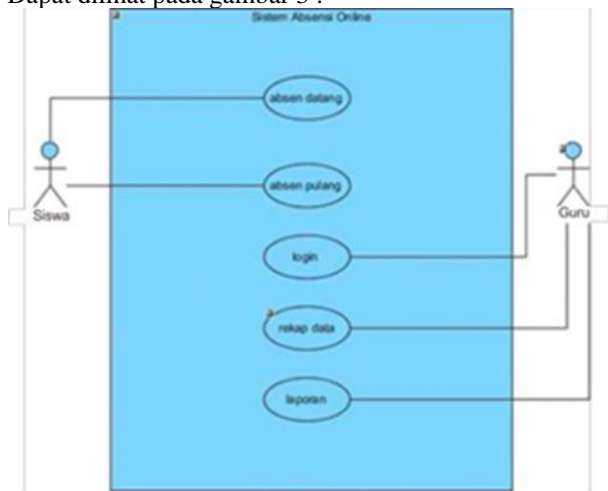 Dapat dilihat pada gambar 3 :
Sistem Absensi Online
absen datang
absen pulang
Siswa
Guru
login
rekap data
laporan